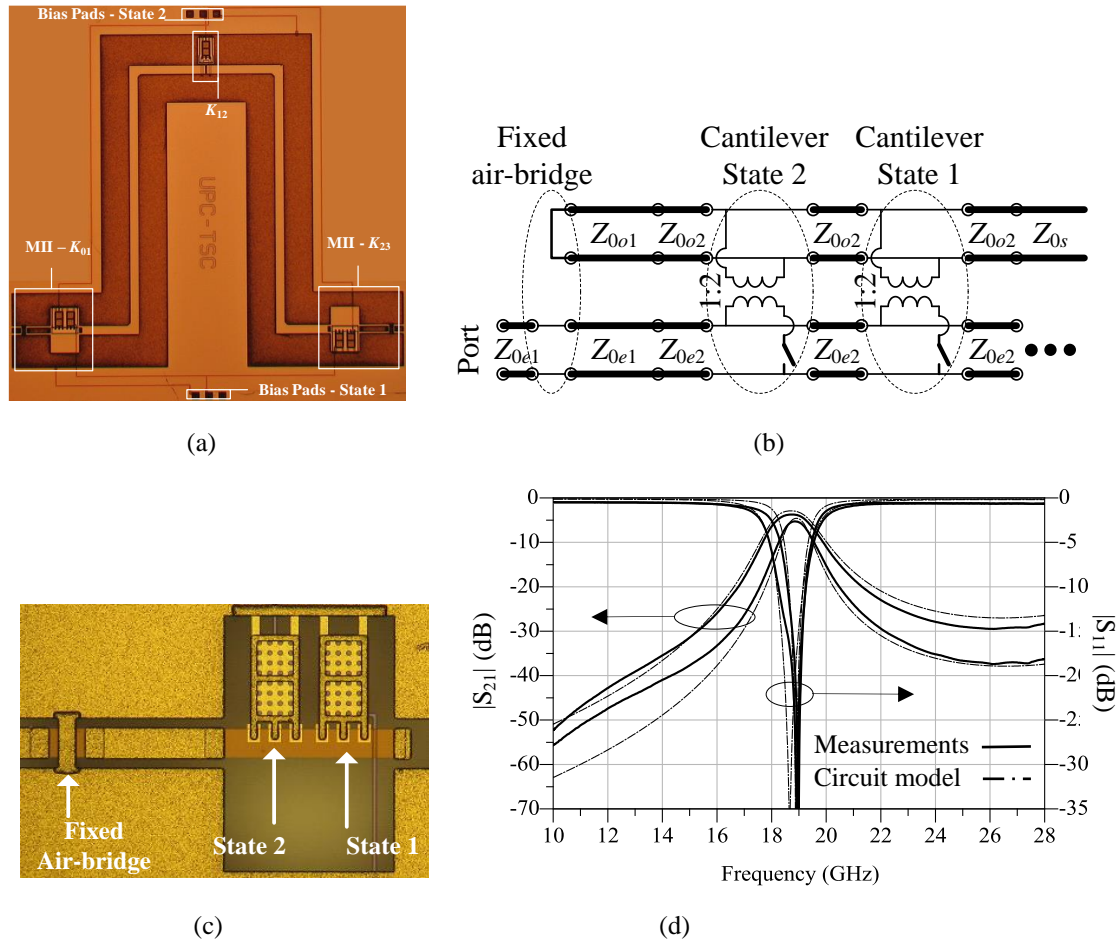 Bias Pads - State 2
K12
UPC-TSC
MII – K01
MII - K23
Bias Pads - State 1
(a)
Fixed
air-bridge
Cantilever
State 2
Cantilever
State 1
Z0o1 Z0o2 Z0o2 Z0o2 Z0s
1:2 1:2
Port
Z0e1 Z0e1 Z0e2 Z0e2 Z0e2
(b)
Fixed
Air-bridge
State 2
State 1
(c)
|S21| (dB)
0
-10
-20
-30
-40
-50
-60
-70
0
-5
-10
-15
-20
-25
-30
-35
|S11| (dB)
Measurements
Circuit model
10 12 14 16 18 20 22 24 26 28
Frequency (GHz)
(d)